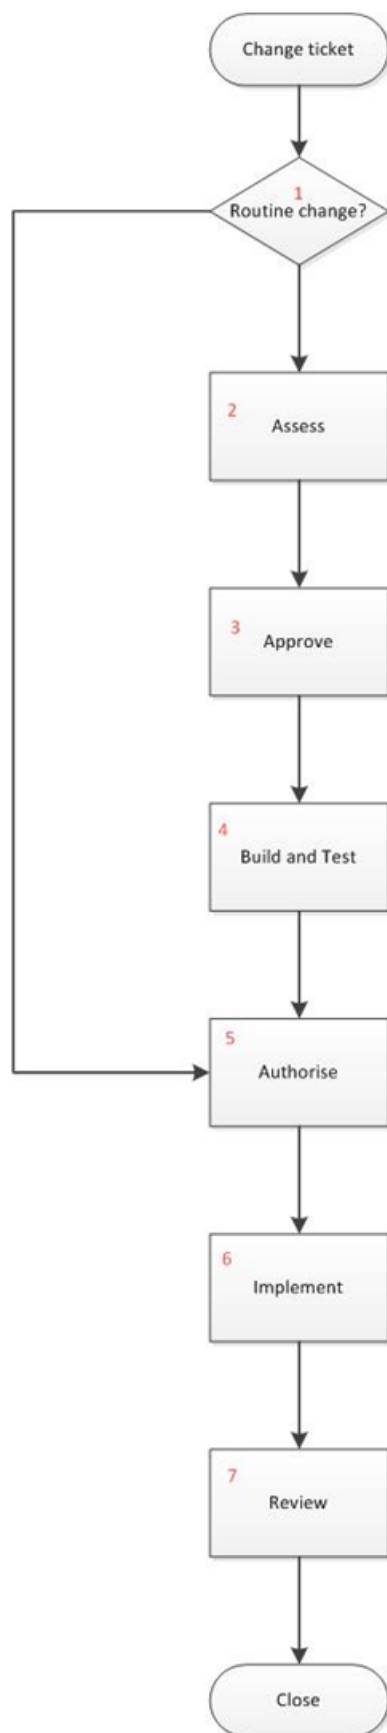 Change ticket
1
Routine change?
2
Assess
3
Approve
4
Build and Test
5
Authorise
6
Implement
7
Review
Close